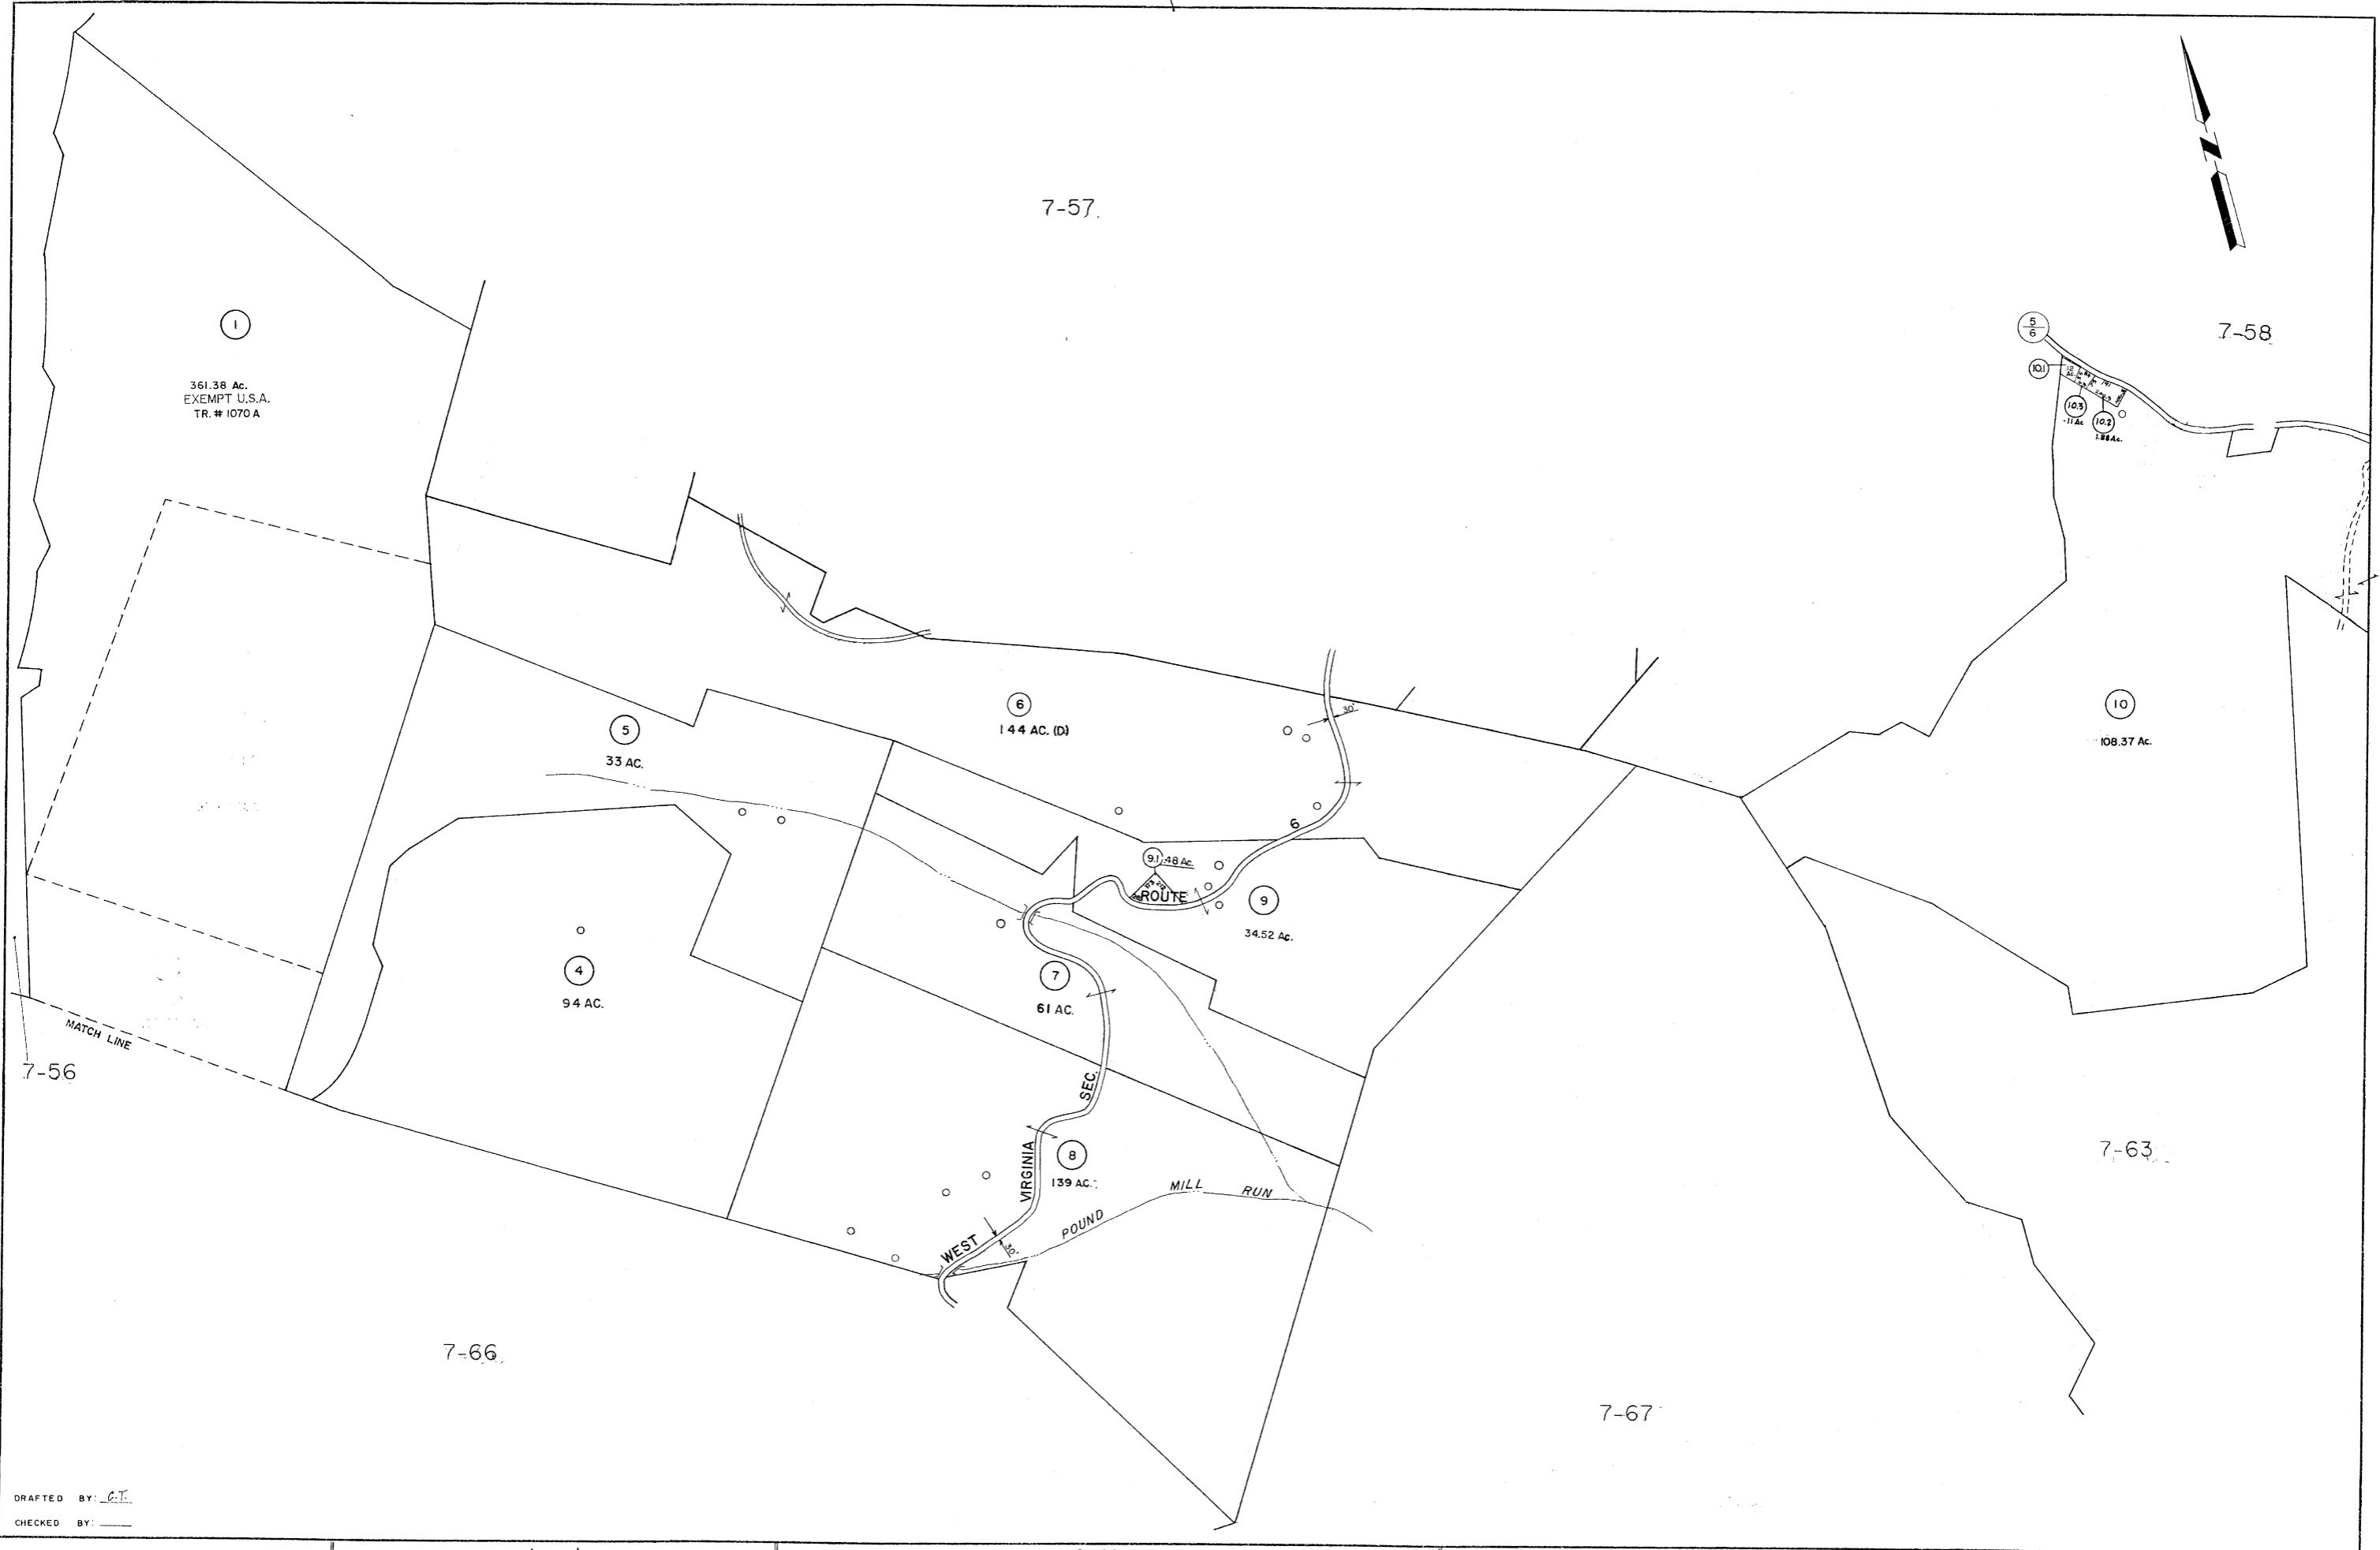 7-57
1
361.38 Ac.
EXEMPT U.S.A.
TR. # 1070 A
5
6
7-58
10.1
10.3
.11 Ac
10.2
1.88 Ac.
6
144 AC. (D)
30'
5
33 AC.
10
108.37 Ac.
6
9.1
.48 Ac.
ROUTE
9
34.52 Ac.
4
94 AC.
7
61 AC.
MATCH LINE
7-56
SEC.
VIRGINIA
8
139 AC.
MILL RUN
POUND
WEST
30'
7-63
7-66
7-67
DRAFTED BY: C.T.
CHECKED BY: